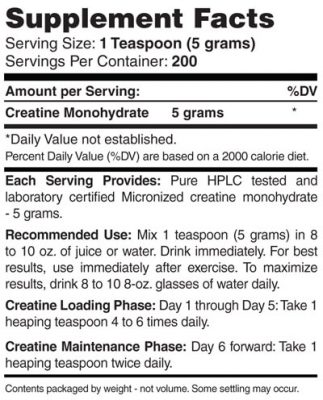 Supplement Facts
Serving Size: 1 Teaspoon (5 grams)
Servings Per Container: 200
Amount per Serving: %DV
Creatine Monohydrate 5 grams *
*Daily Value not established.
Percent Daily Value (%DV) are based on a 2000 calorie diet.
Each Serving Provides: Pure HPLC tested and
laboratory certified Micronized creatine monohydrate
- 5 grams.
Recommended Use: Mix 1 teaspoon (5 grams) in 8
to 10 oz. of juice or water. Drink immediately. For best
results, use immediately after exercise. To maximize
results, drink 8 to 10 8-oz. glasses of water daily.
Creatine Loading Phase: Day 1 through Day 5: Take 1
heaping teaspoon 4 to 6 times daily.
Creatine Maintenance Phase: Day 6 forward: Take 1
heaping teaspoon twice daily.
Contents packaged by weight - not volume. Some settling may occur.